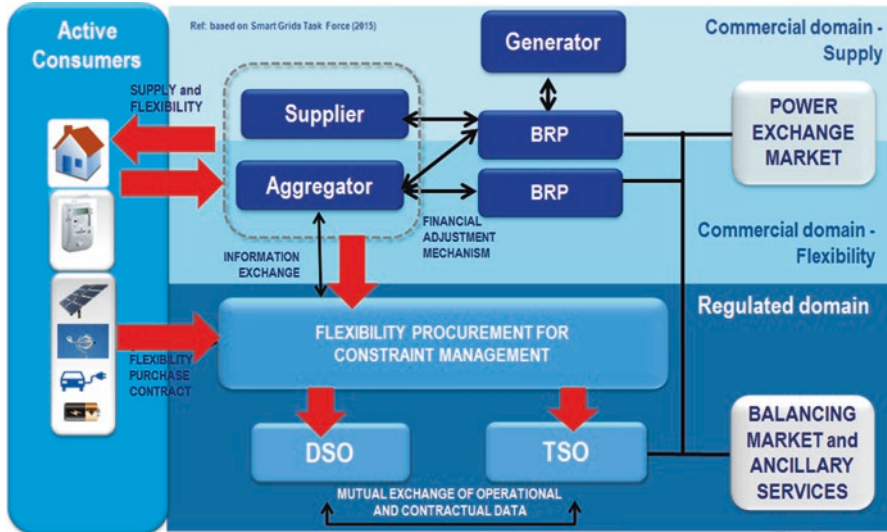 Active
Consumers
Ref: based on Smart Grids Task Force (2015)
Generator
Commercial domain -
Supply
SUPPLY and
FLEXIBILITY
Supplier
BRP
POWER
EXCHANGE
MARKET
Aggregator
BRP
FINANCIAL
ADJUSTMENT
MECHANISM
Commercial domain -
Flexibility
INFORMATION
EXCHANGE
Regulated domain
FLEXIBILITY PROCUREMENT FOR
CONSTRAINT MANAGEMENT
FLEXIBILITY
PURCHASE
CONTRACT
DSO
TSO
BALANCING
MARKET and
ANCILLARY
SERVICES
MUTUAL EXCHANGE OF OPERATIONAL
AND CONTRACTUAL DATA